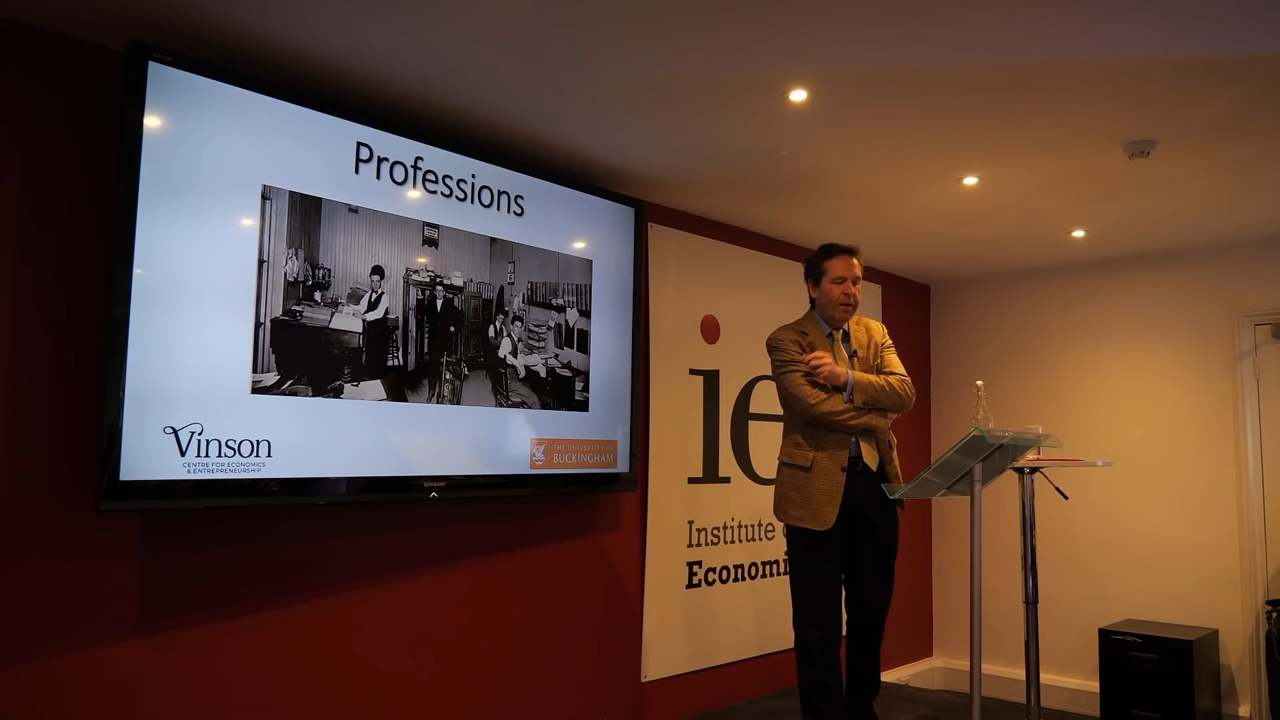 Professions
Vinson
CENTRE FOR ECONOMICS
& ENTREPRENEURSHIP
THE UNIVERSITY OF
BUCKINGHAM
SHARP
ie
Institute
Economi